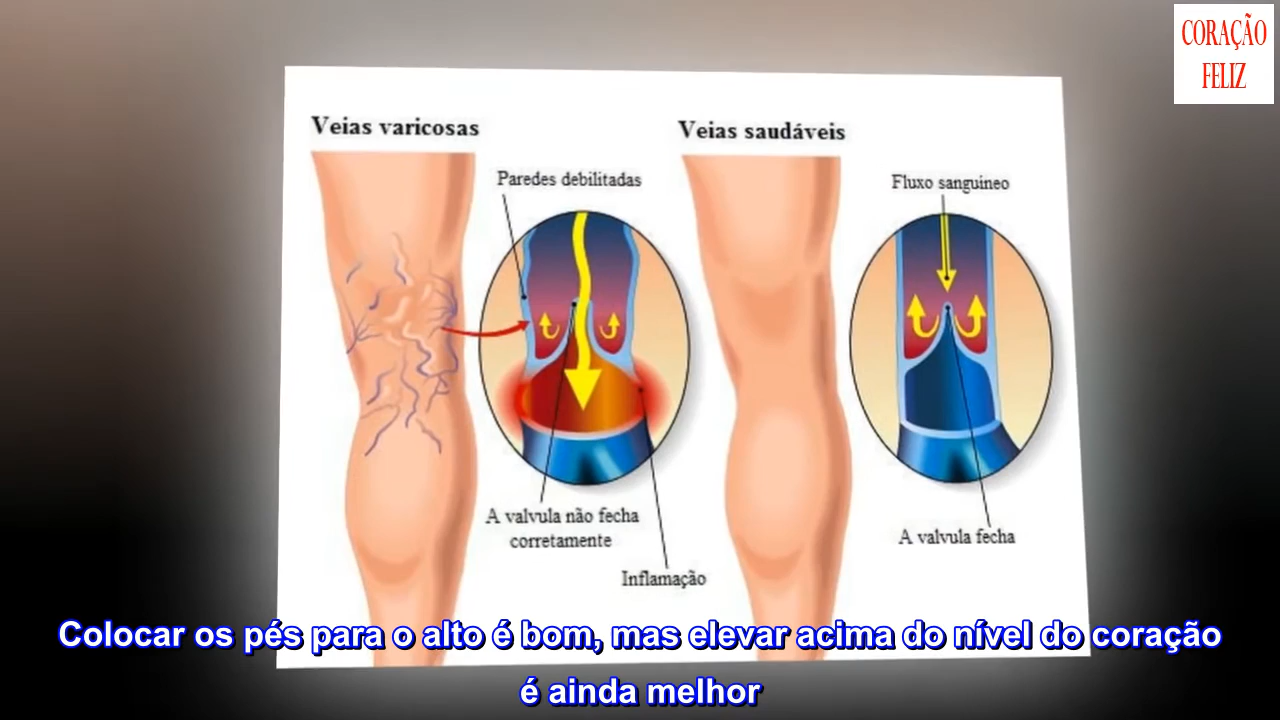 CORAÇÃO
FELIZ
Veias varicosas
Veias saudáveis
Paredes debilitadas
Fluxo sanguineo
A valvula não fecha
corretamente
Inflamação
A valvula fecha
Colocar os pés para o alto é bom, mas elevar acima do nível do coração
é ainda melhor